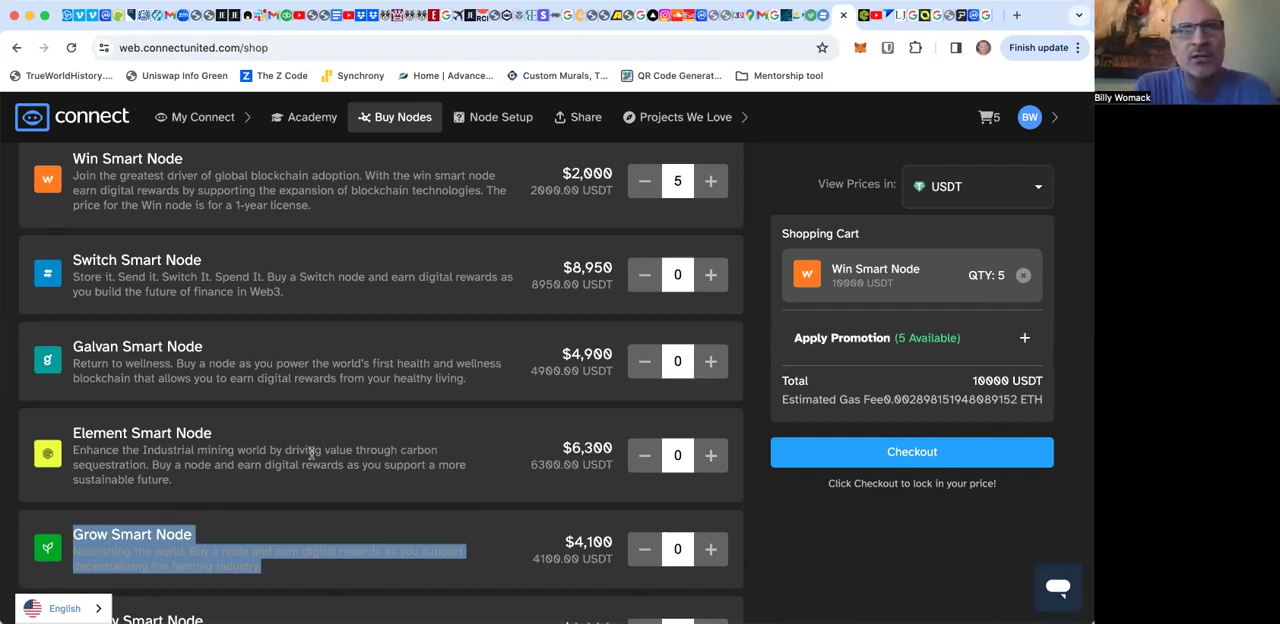 web.connectunited.com/shop
Finish update
TrueWorldHistory....
Uniswap Info Green
The Z Code
Synchrony
Home | Advance...
Custom Murals, T...
QR Code Generat...
Mentorship tool
Billy Womack
connect
My Connect
Academy
Buy Nodes
Node Setup
Share
Projects We Love
5
BW
Win Smart Node
Join the greatest driver of global blockchain adoption. With the win smart node
earn digital rewards by supporting the expansion of blockchain technologies. The
price for the Win node is for a 1-year license.
$2,000
2000.00 USDT
5
Switch Smart Node
Store it. Send it. Switch It. Spend It. Buy a Switch node and earn digital rewards as
you build the future of finance in Web3.
$8,950
8950.00 USDT
0
Galvan Smart Node
Return to wellness. Buy a node as you power the world's first health and wellness
blockchain that allows you to earn digital rewards from your healthy living.
$4,900
4900.00 USDT
0
Element Smart Node
Enhance the Industrial mining world by driving value through carbon
sequestration. Buy a node and earn digital rewards as you support a more
sustainable future.
$6,300
6300.00 USDT
0
Grow Smart Node
Nourishing the world. Buy a node and earn digital rewards as you support
decentralizing the farming industry.
$4,100
4100.00 USDT
0
Smart Node
English
View Prices in:
USDT
Shopping Cart
Win Smart Node
10000 USDT
QTY: 5
Apply Promotion (5 Available)
Total
10000 USDT
Estimated Gas Fee0.002898151948089152 ETH
Checkout
Click Checkout to lock in your price!